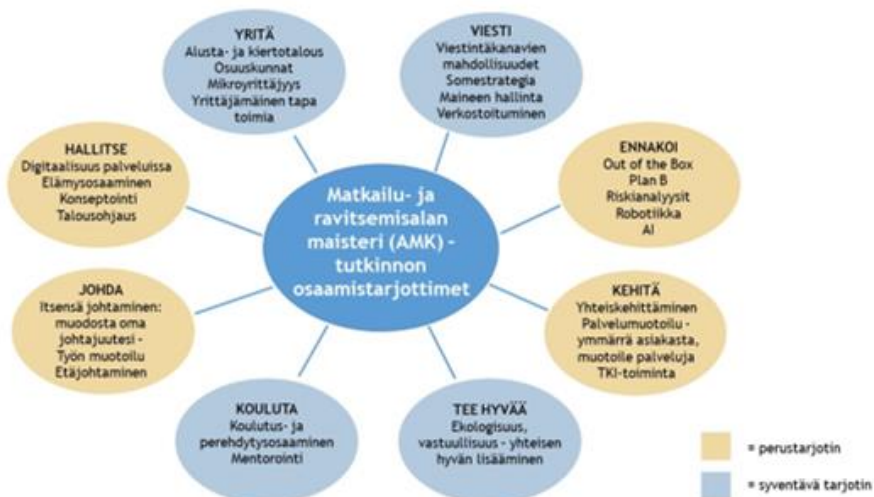 YRITÄ
Alusta- ja kiertotalous
Osuuskunnat
Mikroyrittäjyys
Yrittäjämäinen tapa
toimia
VIESTI
Viestintäkanavien
mahdollisuudet
Somestrategia
Maineen hallinta
Verkostoituminen
HALLITSE
Digitaalisuus palveluissa
Elämysosaaminen
Konseptointi
Talousohjaus
ENNAKOI
Out of the Box
Plan B
Riskianalyysit
Robotiikka
AI
Matkailu- ja
ravitsemisalan
maisteri (AMK) -
tutkinnon
osaamistarjottimet
JOHDA
Itsensä johtaminen:
muodosta oma
johtajuutesi -
Työn muotoilu
Etäjohtaminen
KEHITÄ
Yhteiskehittäminen
Palvelumuotoilu -
ymmärrä asiakasta,
muotoile palveluja
TKI-toiminta
KOULUTA
Koulutus- ja
perehdytysosaaminen
Mentorointi
TEE HYVÄÄ
Ekologisuus,
vastuullisuus - yhteisen
hyvän lisääminen
= perustarjotin
= syventävä tarjotin